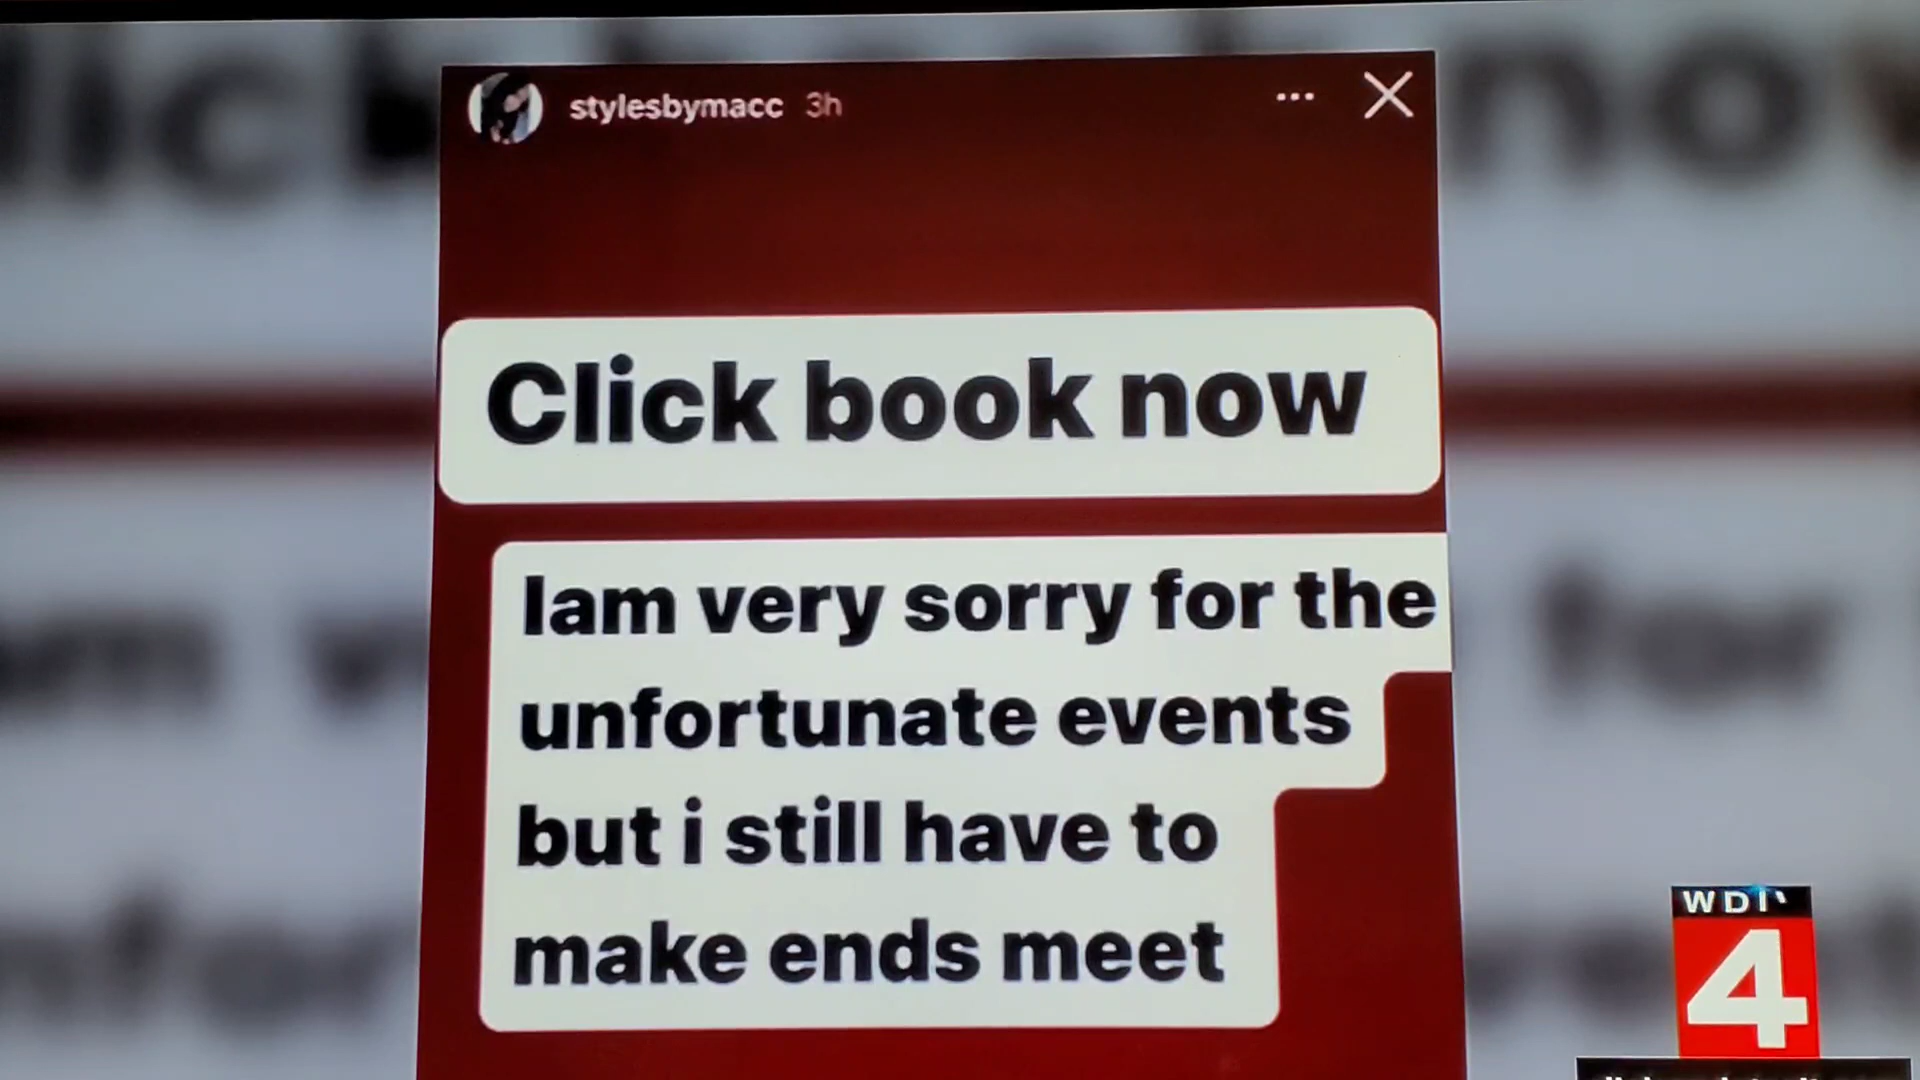 stylesbymacc 3h
Click book now
Iam very sorry for the
unfortunate events
but i still have to
make ends meet
4